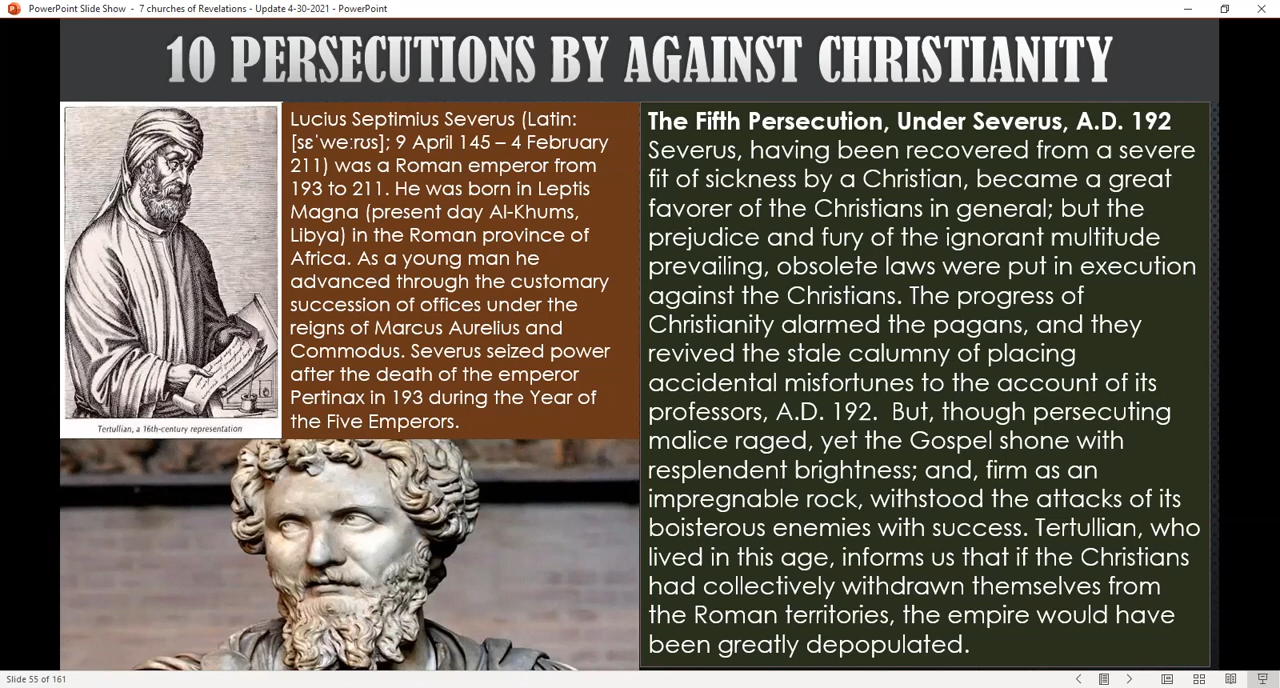 PowerPoint Slide Show - 7 churches of Revelations - Update 4-30-2021 - PowerPoint
10 PERSECUTIONS BY AGAINST CHRISTIANITY
Tertullian, a 16th-century representation
Lucius Septimius Severus (Latin:
[sɛˈweːrʊs]; 9 April 145 – 4 February
211) was a Roman emperor from
193 to 211. He was born in Leptis
Magna (present day Al-Khums,
Libya) in the Roman province of
Africa. As a young man he
advanced through the customary
succession of offices under the
reigns of Marcus Aurelius and
Commodus. Severus seized power
after the death of the emperor
Pertinax in 193 during the Year of
the Five Emperors.
The Fifth Persecution, Under Severus, A.D. 192
Severus, having been recovered from a severe
fit of sickness by a Christian, became a great
favorer of the Christians in general; but the
prejudice and fury of the ignorant multitude
prevailing, obsolete laws were put in execution
against the Christians. The progress of
Christianity alarmed the pagans, and they
revived the stale calumny of placing
accidental misfortunes to the account of its
professors, A.D. 192.  But, though persecuting
malice raged, yet the Gospel shone with
resplendent brightness; and, firm as an
impregnable rock, withstood the attacks of its
boisterous enemies with success. Tertullian, who
lived in this age, informs us that if the Christians
had collectively withdrawn themselves from
the Roman territories, the empire would have
been greatly depopulated.
Slide 55 of 161